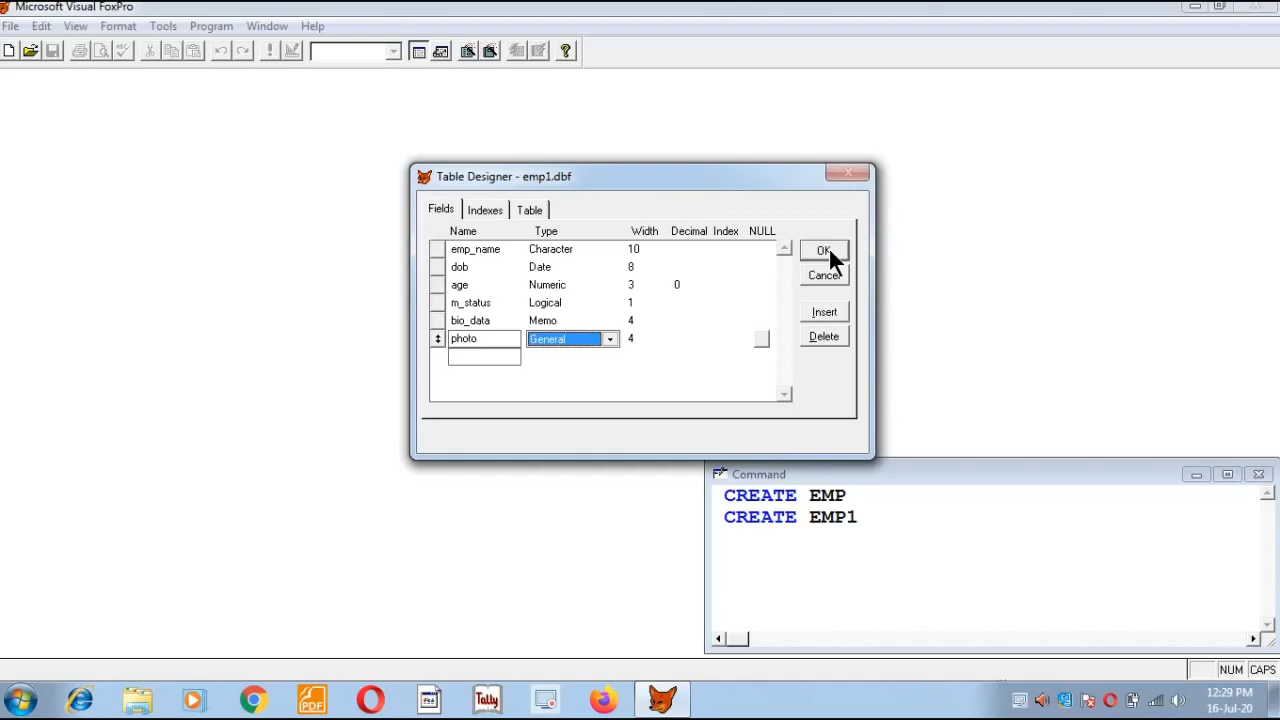 Microsoft Visual FoxPro
File Edit View Format Tools Program Window Help
Table Designer - emp1.dbf
Fields Indexes Table
Name Type Width Decimal Index NULL
emp_name Character 10
dob Date 8
age Numeric 3 0
m_status Logical 1
bio_data Memo 4
photo General 4
OK
Cancel
Insert
Delete
Command
CREATE EMP
CREATE EMP1
NUM CAPS
PDF
Tally
12:29 PM
16-Jul-20